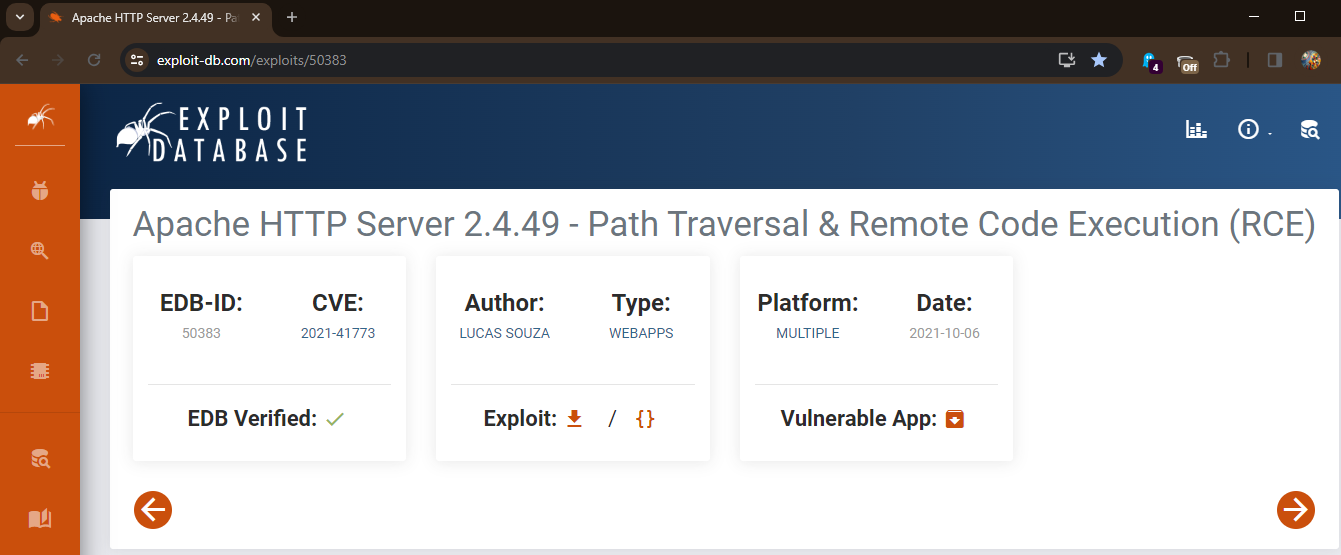 Apache HTTP Server 2.4.49 - Pa
exploit-db.com/exploits/50383
4
Off
EXPLOIT
DATABASE
Apache HTTP Server 2.4.49 - Path Traversal & Remote Code Execution (RCE)
EDB-ID: CVE:
50383 2021-41773
EDB Verified:
Author: Type:
LUCAS SOUZA WEBAPPS
Exploit: / {}
Platform: Date:
MULTIPLE 2021-10-06
Vulnerable App: